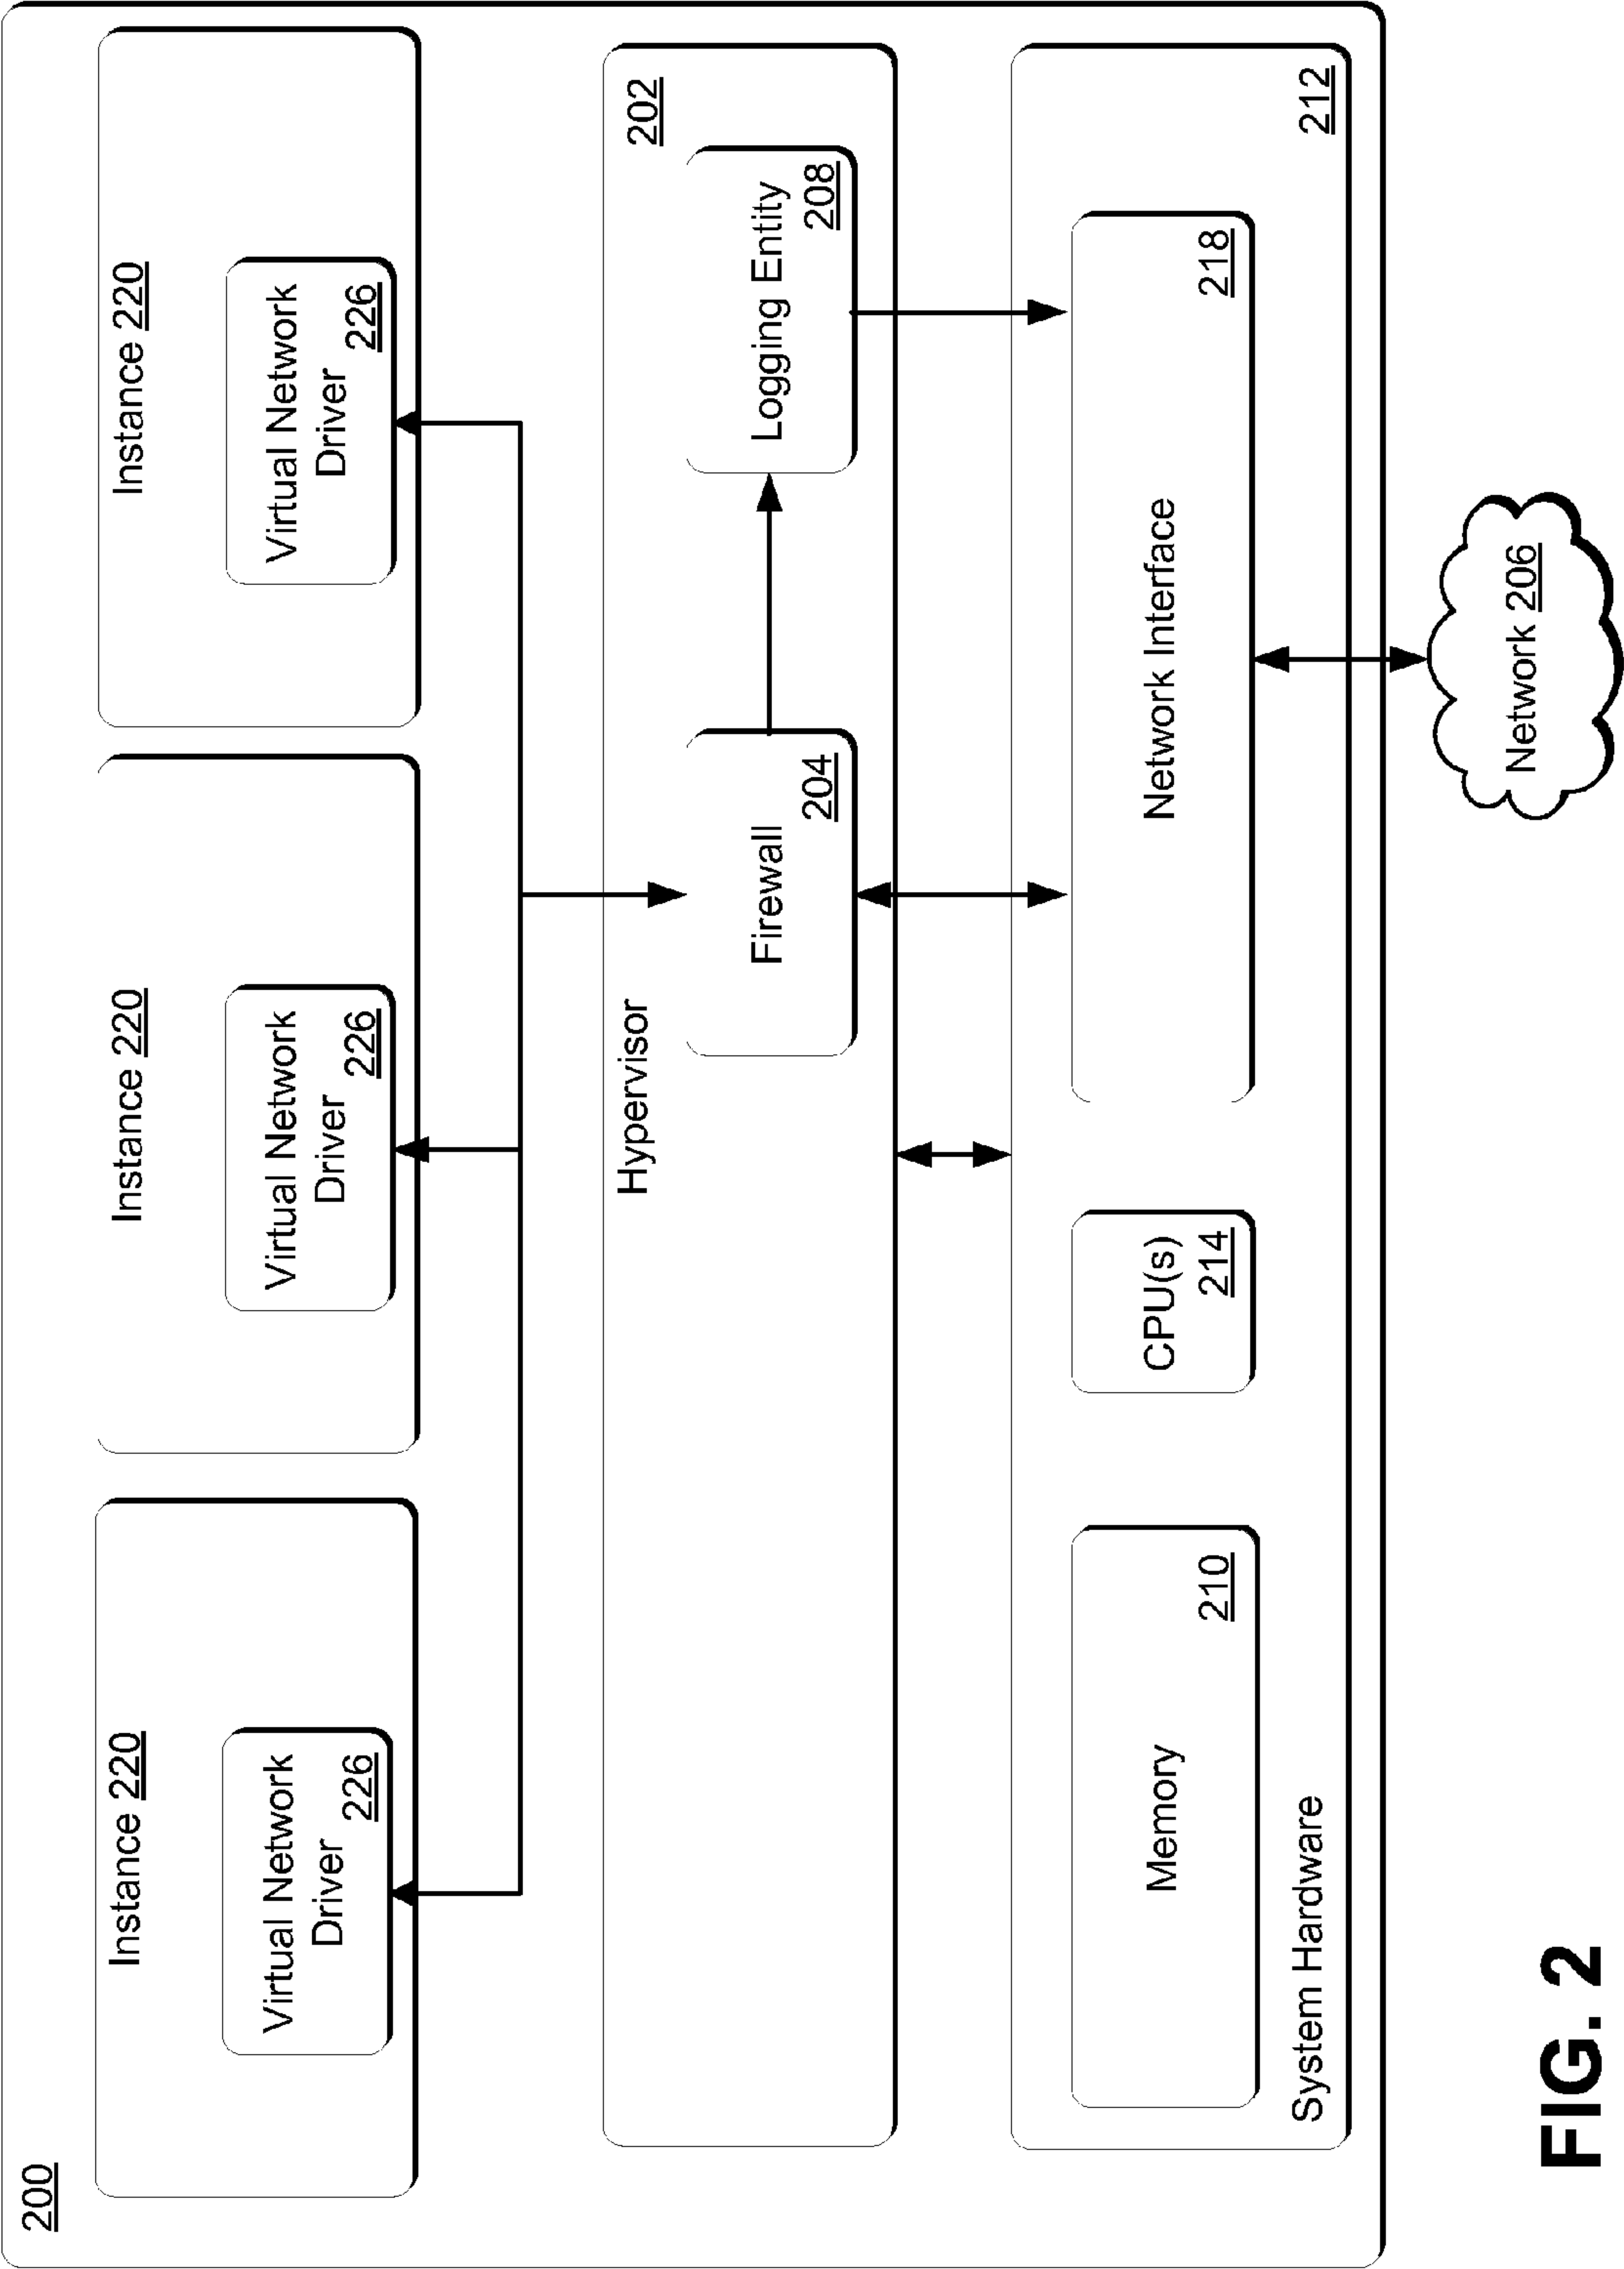 200
Instance 220
Virtual Network
Driver
226
Instance 220
Virtual Network
Driver
226
Instance 220
Virtual Network
Driver
226
Hypervisor
202
Firewall
204
Logging Entity
208
Memory
210
CPU(s)
214
Network Interface
218
System Hardware
212
Network 206
FIG. 2